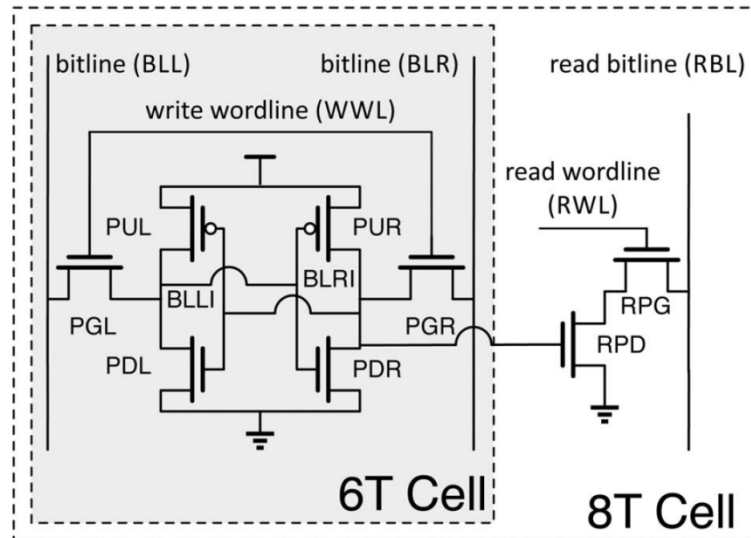 bitline (BLL)
bitline (BLR)
read bitline (RBL)
write wordline (WWL)
read wordline
(RWL)
PUL
PUR
BLLI
BLRI
PGL
PGR
RPG
PDL
PDR
RPD
6T Cell
8T Cell